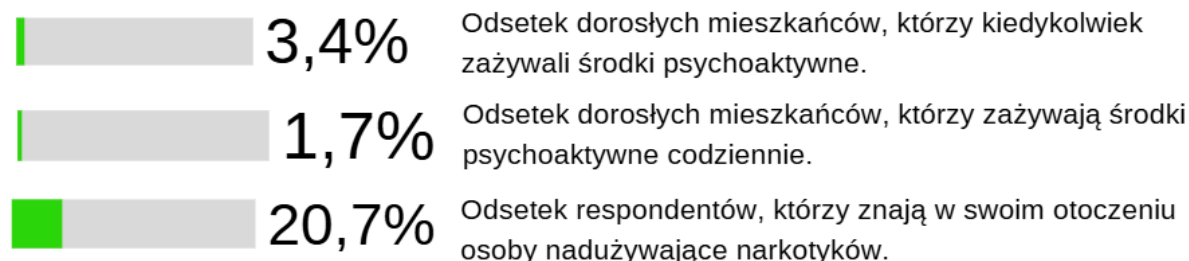 3,4%
Odsetek dorosłych mieszkańców, którzy kiedykolwiek
zażywali środki psychoaktywne.
1,7%
Odsetek dorosłych mieszkańców, którzy zażywają środki
psychoaktywne codziennie.
20,7%
Odsetek respondentów, którzy znają w swoim otoczeniu
osoby nadużywające narkotyków.